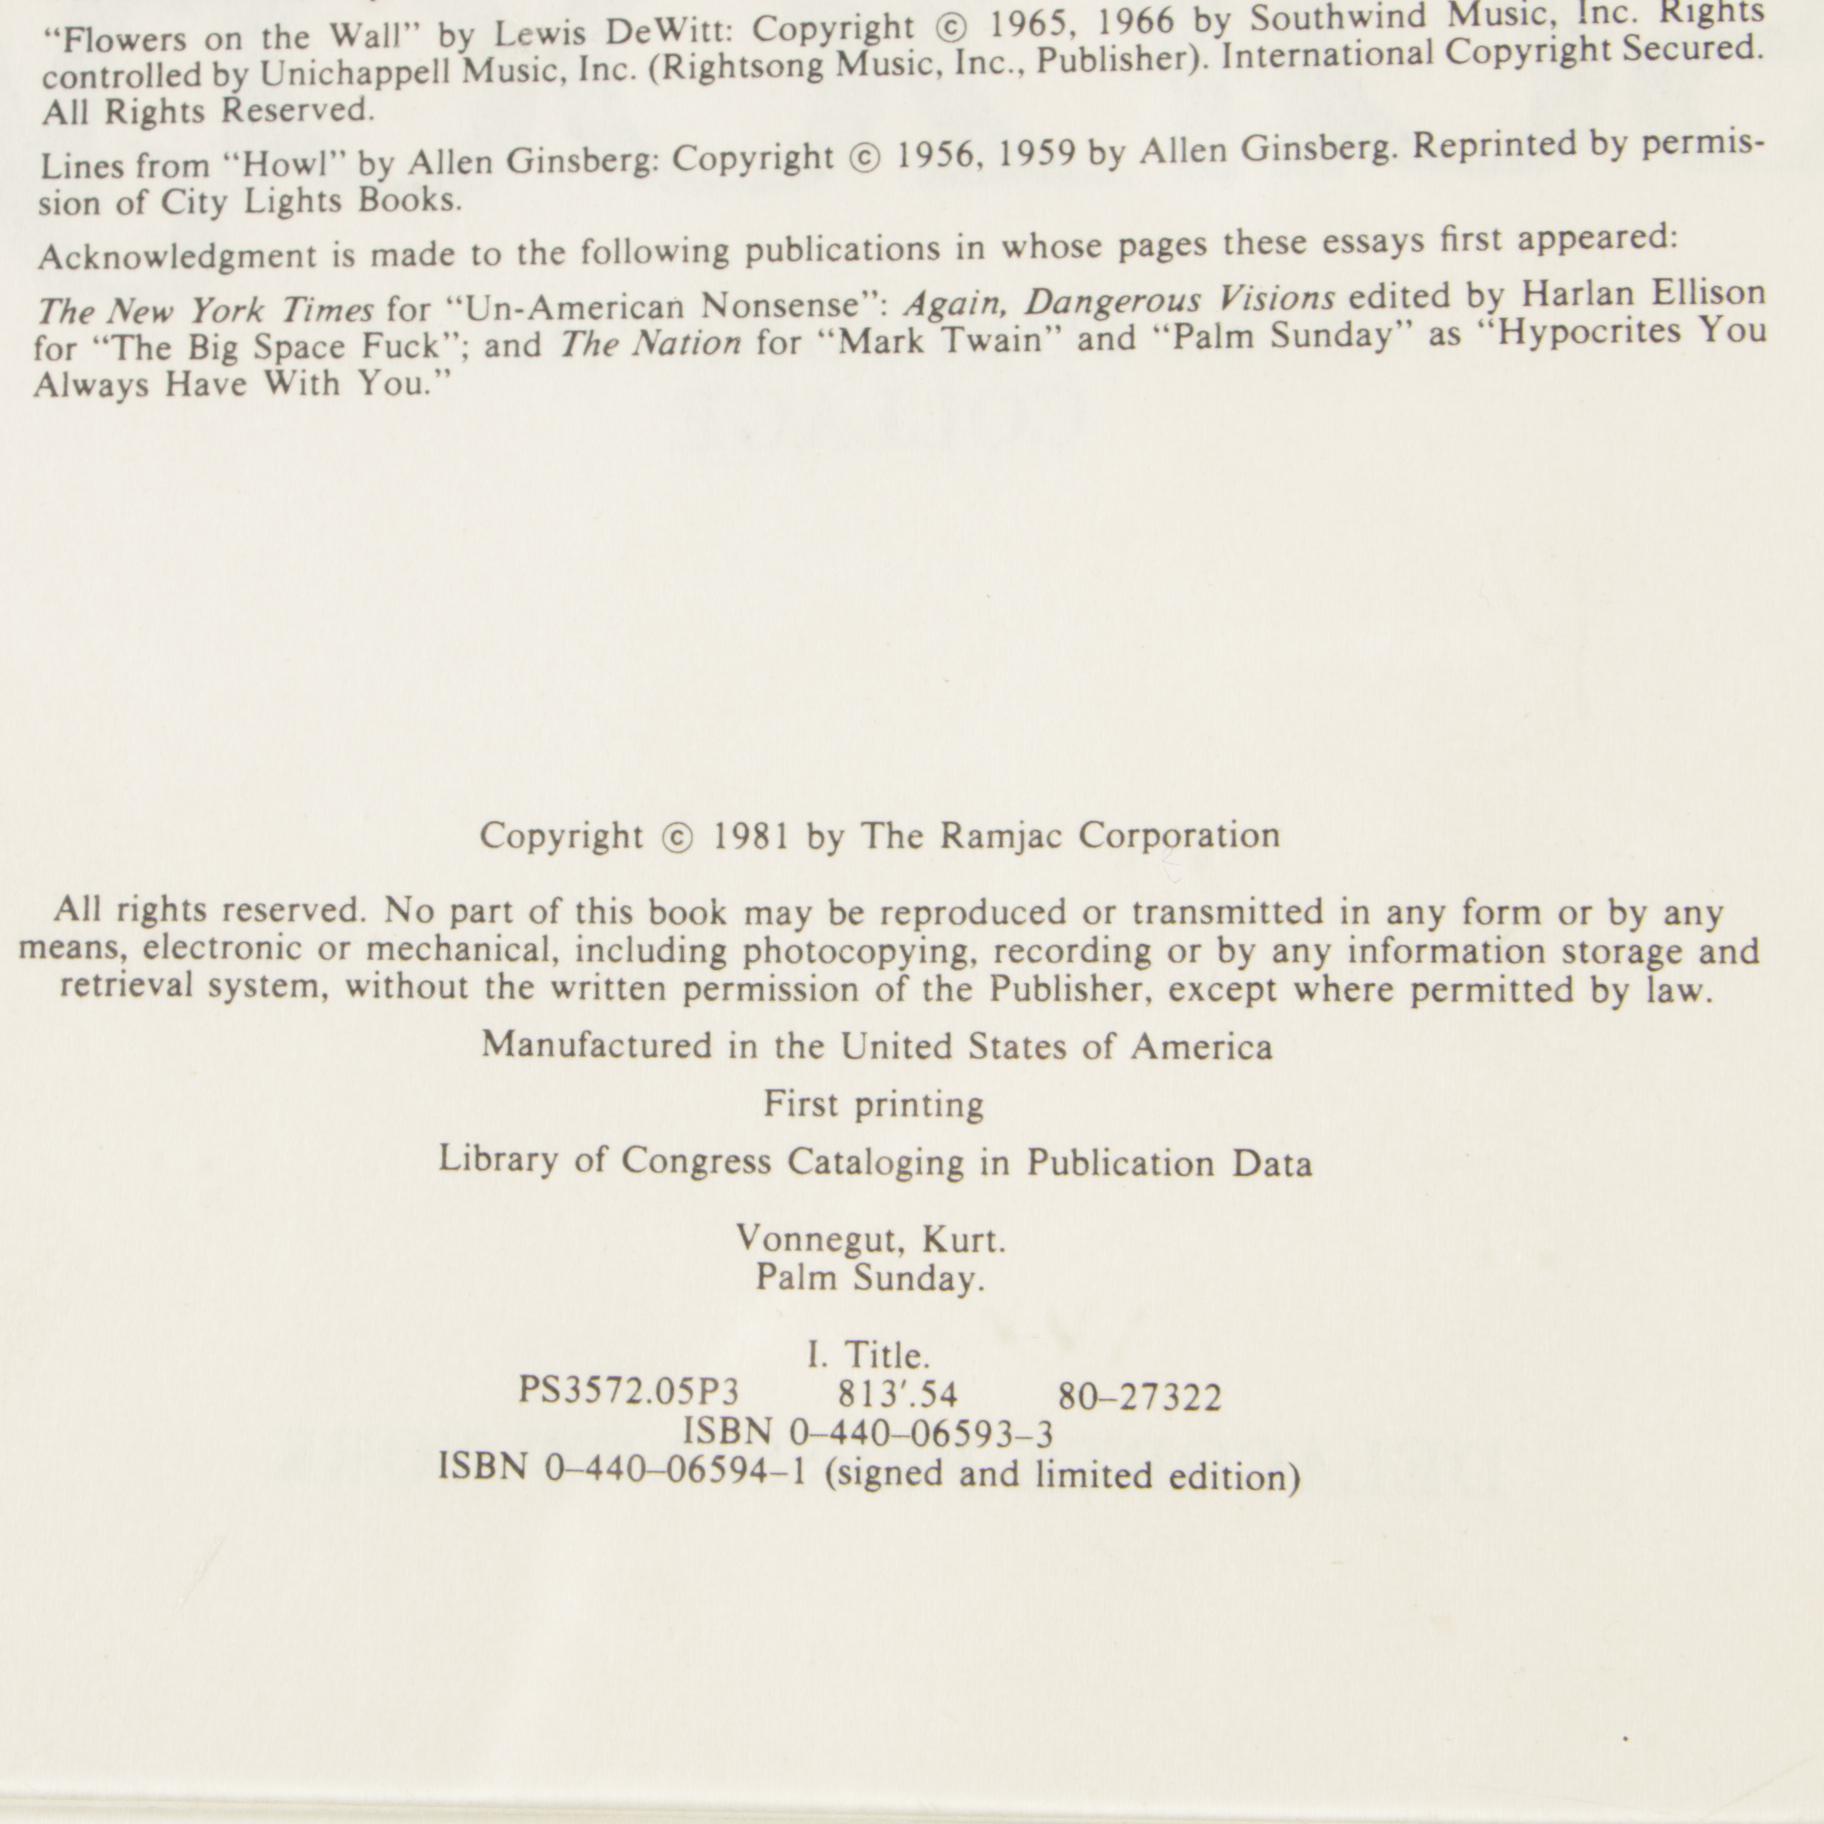 “Flowers on the Wall” by Lewis DeWitt: Copyright © 1965, 1966 by Southwind Music, Inc. Rights
controlled by Unichappell Music, Inc. (Rightsong Music, Inc., Publisher). International Copyright Secured.
All Rights Reserved.
Lines from “Howl” by Allen Ginsberg: Copyright © 1956, 1959 by Allen Ginsberg. Reprinted by permis-
sion of City Lights Books.
Acknowledgment is made to the following publications in whose pages these essays first appeared:
The New York Times for “Un-American Nonsense”: Again, Dangerous Visions edited by Harlan Ellison
for “The Big Space Fuck”; and The Nation for “Mark Twain” and “Palm Sunday” as “Hypocrites You
Always Have With You.”
Copyright © 1981 by The Ramjac Corporation
All rights reserved. No part of this book may be reproduced or transmitted in any form or by any
means, electronic or mechanical, including photocopying, recording or by any information storage and
retrieval system, without the written permission of the Publisher, except where permitted by law.
Manufactured in the United States of America
First printing
Library of Congress Cataloging in Publication Data
Vonnegut, Kurt.
Palm Sunday.
I. Title.
PS3572.05P3 813′.54 80–27322
ISBN 0–440–06593–3
ISBN 0–440–06594–1 (signed and limited edition)